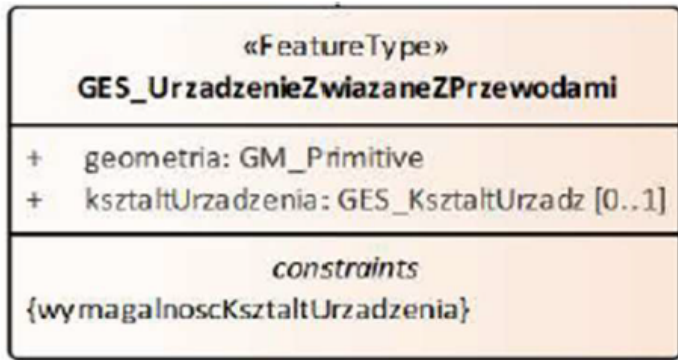 «FeatureType»
GES_UrzadzenieZwiazaneZPrzewodami
+ geometria: GM_Primitive
+ ksztaltUrzadzenia: GES_KsztaltUrzadz [0..1]
constraints
{wymagalnoscKsztaltUrzadzenia}